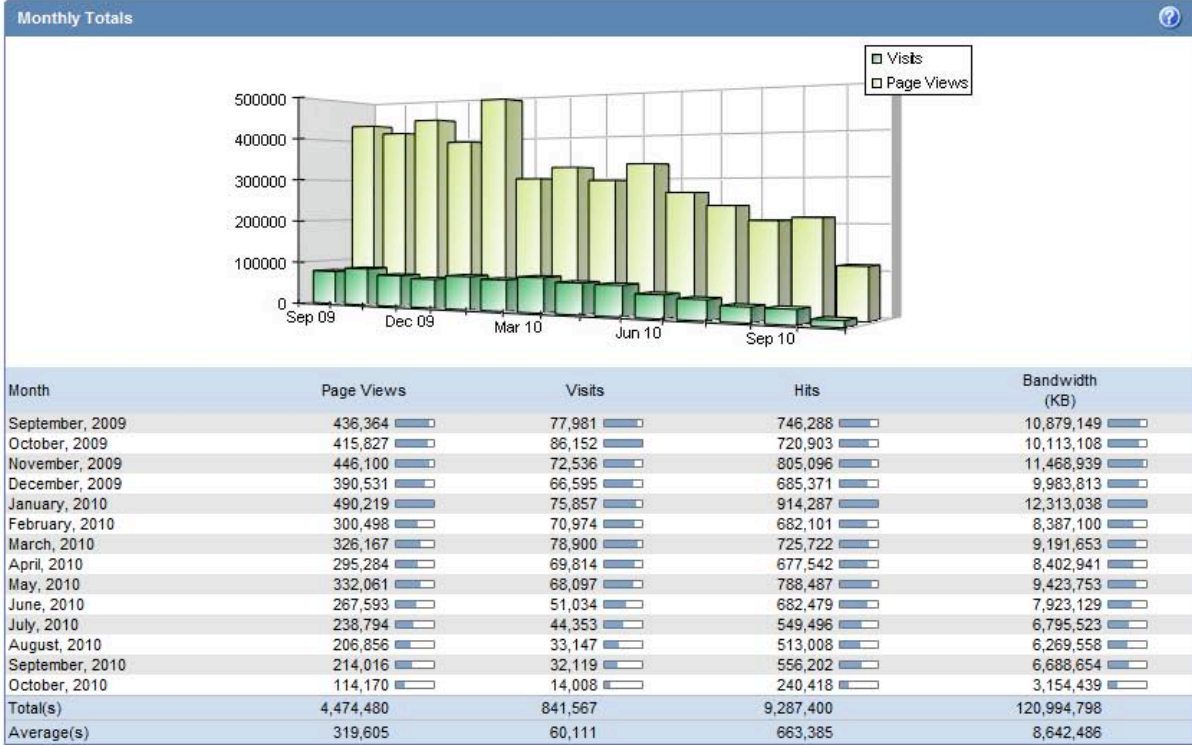 Monthly Totals
?
Visits
Page Views
500000
400000
300000
200000
100000
0
Sep 09 Dec 09 Mar 10 Jun 10 Sep 10
Month Page Views Visits Hits Bandwidth
(KB)
September, 2009 436,364 77,981 746,288 10,879,149
October, 2009 415,827 86,152 720,903 10,113,108
November, 2009 446,100 72,536 805,096 11,468,939
December, 2009 390,531 66,595 685,371 9,983,813
January, 2010 490,219 75,857 914,287 12,313,038
February, 2010 300,498 70,974 682,101 8,387,100
March, 2010 326,167 78,900 725,722 9,191,653
April, 2010 295,284 69,814 677,542 8,402,941
May, 2010 332,061 68,097 788,487 9,423,753
June, 2010 267,593 51,034 682,479 7,923,129
July, 2010 238,794 44,353 549,496 6,795,523
August, 2010 206,856 33,147 513,008 6,269,558
September, 2010 214,016 32,119 556,202 6,688,654
October, 2010 114,170 14,008 240,418 3,154,439
Total(s) 4,474,480 841,567 9,287,400 120,994,798
Average(s) 319,605 60,111 663,385 8,642,486